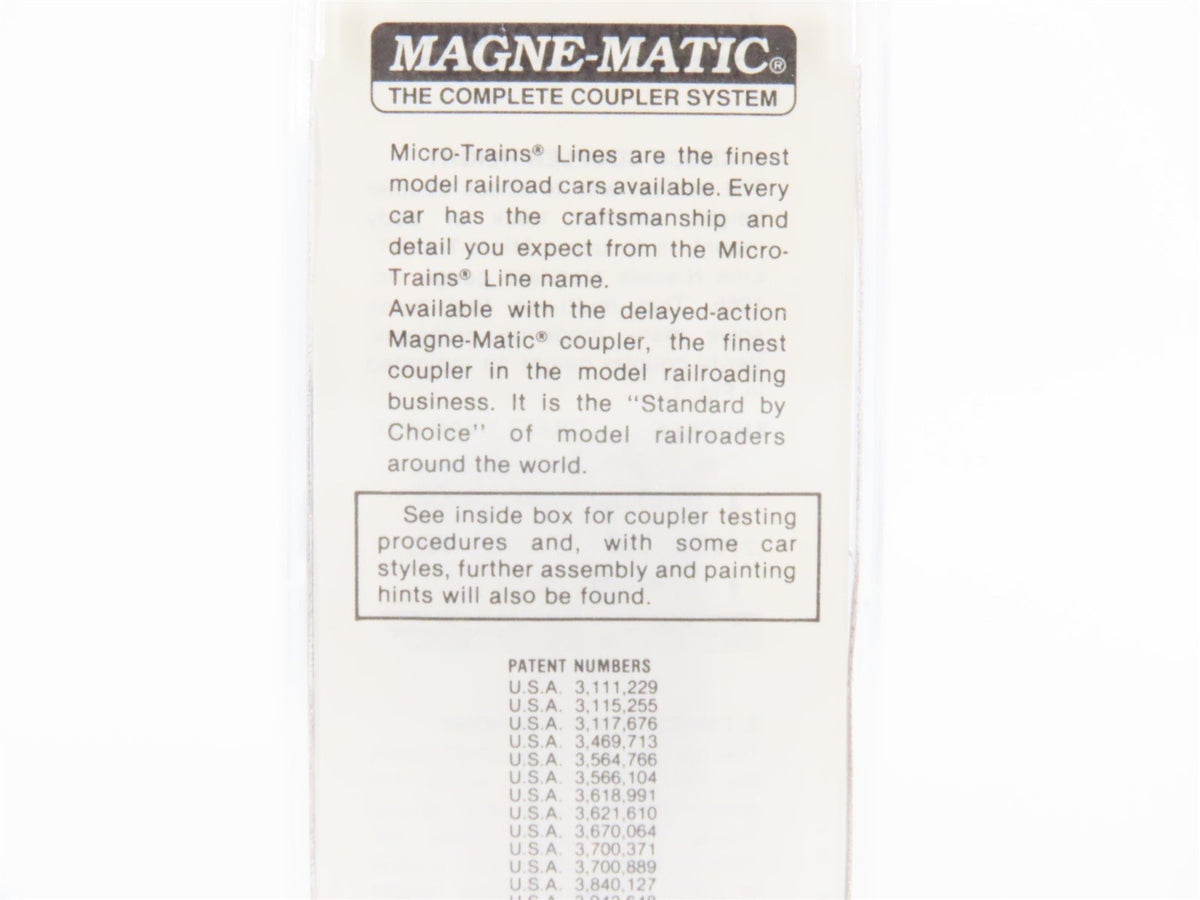 MAGNE-MATIC®
THE COMPLETE COUPLER SYSTEM
Micro-Trains® Lines are the finest
model railroad cars available. Every
car has the craftsmanship and
detail you expect from the Micro-
Trains® Line name.
Available with the delayed-action
Magne-Matic® coupler, the finest
coupler in the model railroading
business. It is the "Standard by
Choice" of model railroaders
around the world.
See inside box for coupler testing
procedures and, with some car
styles, further assembly and painting
hints will also be found.
PATENT NUMBERS
U.S.A. 3,111,229
U.S.A. 3,115,255
U.S.A. 3,117,676
U.S.A. 3,469,713
U.S.A. 3,564,766
U.S.A. 3,566,104
U.S.A. 3,618,991
U.S.A. 3,621,610
U.S.A. 3,670,064
U.S.A. 3,700,371
U.S.A. 3,700,889
U.S.A. 3,840,127
U.S.A.